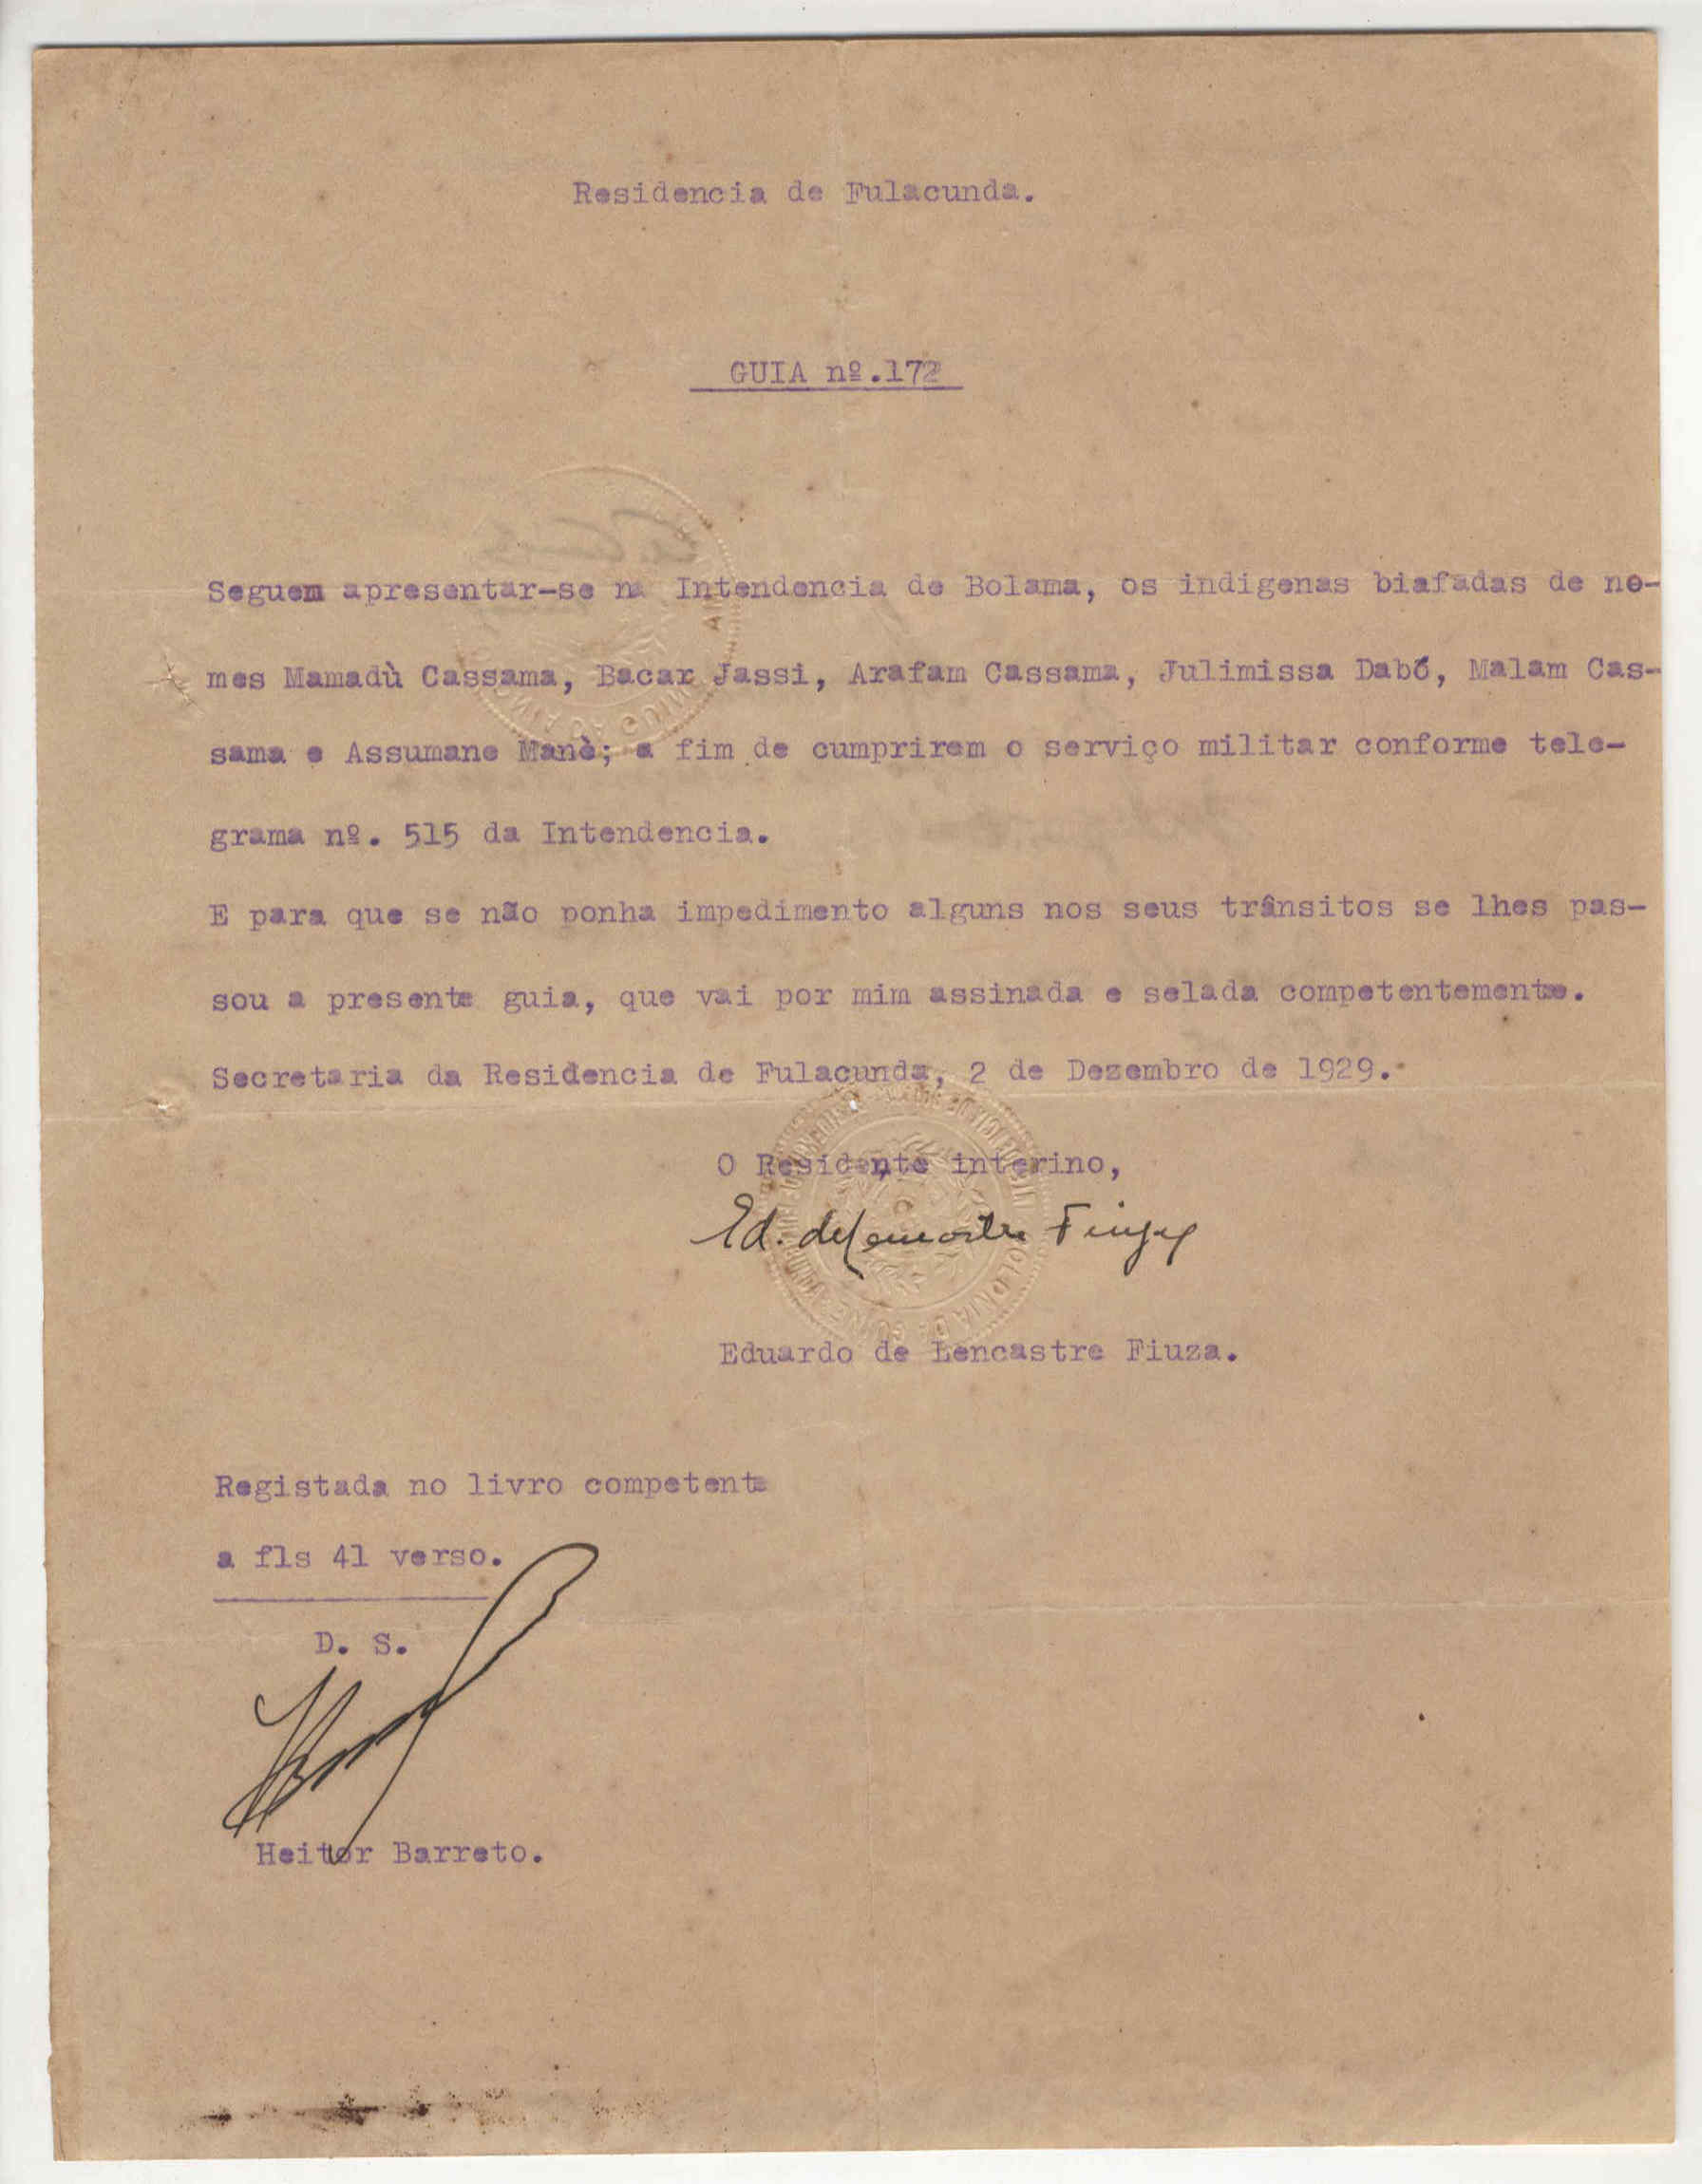 Residencia de Fulacunda.
GUIA nº.172
Seguem apresentar-se na Intendencia de Bolama, os indigenas biafadas de no-
mes Mamadù Cassama, Bacar Jassi, Arafam Cassama, Julimissa Dabó, Malam Cas-
sama e Assumane Manè; a fim de cumprirem o serviço militar conforme tele-
grama nº. 515 da Intendencia.
E para que se não ponha impedimento alguns nos seus trânsitos se lhes pas-
sou a presente guia, que vai por mim assinada e selada competentemente.
Secretaria da Residencia de Fulacunda, 2 de Dezembro de 1929.
O Residente interino,
Ed. de Lencastre Fiuza
Eduardo de Lencastre Fiuza.
Registada no livro competente
a fls 41 verso.
D. S.
Heitor Barreto.